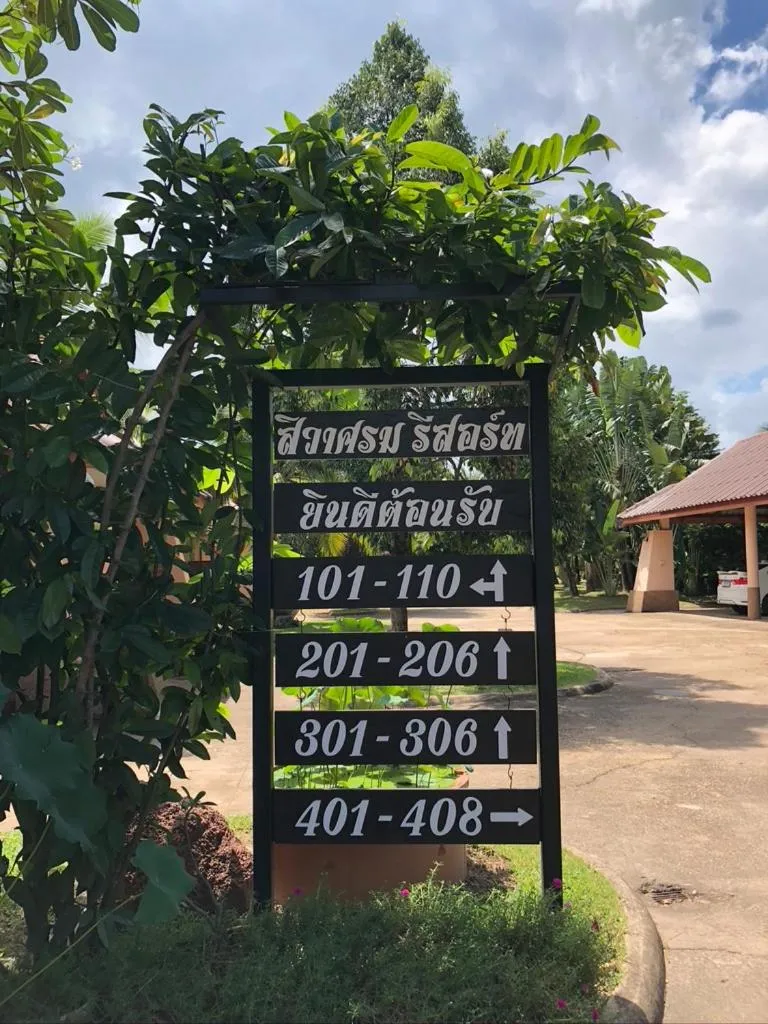 สิวาศรม รีสอร์ท
ยินดีต้อนรับ
101 - 110
201 - 206 ↑
301 - 306 ↑
401 - 408 →